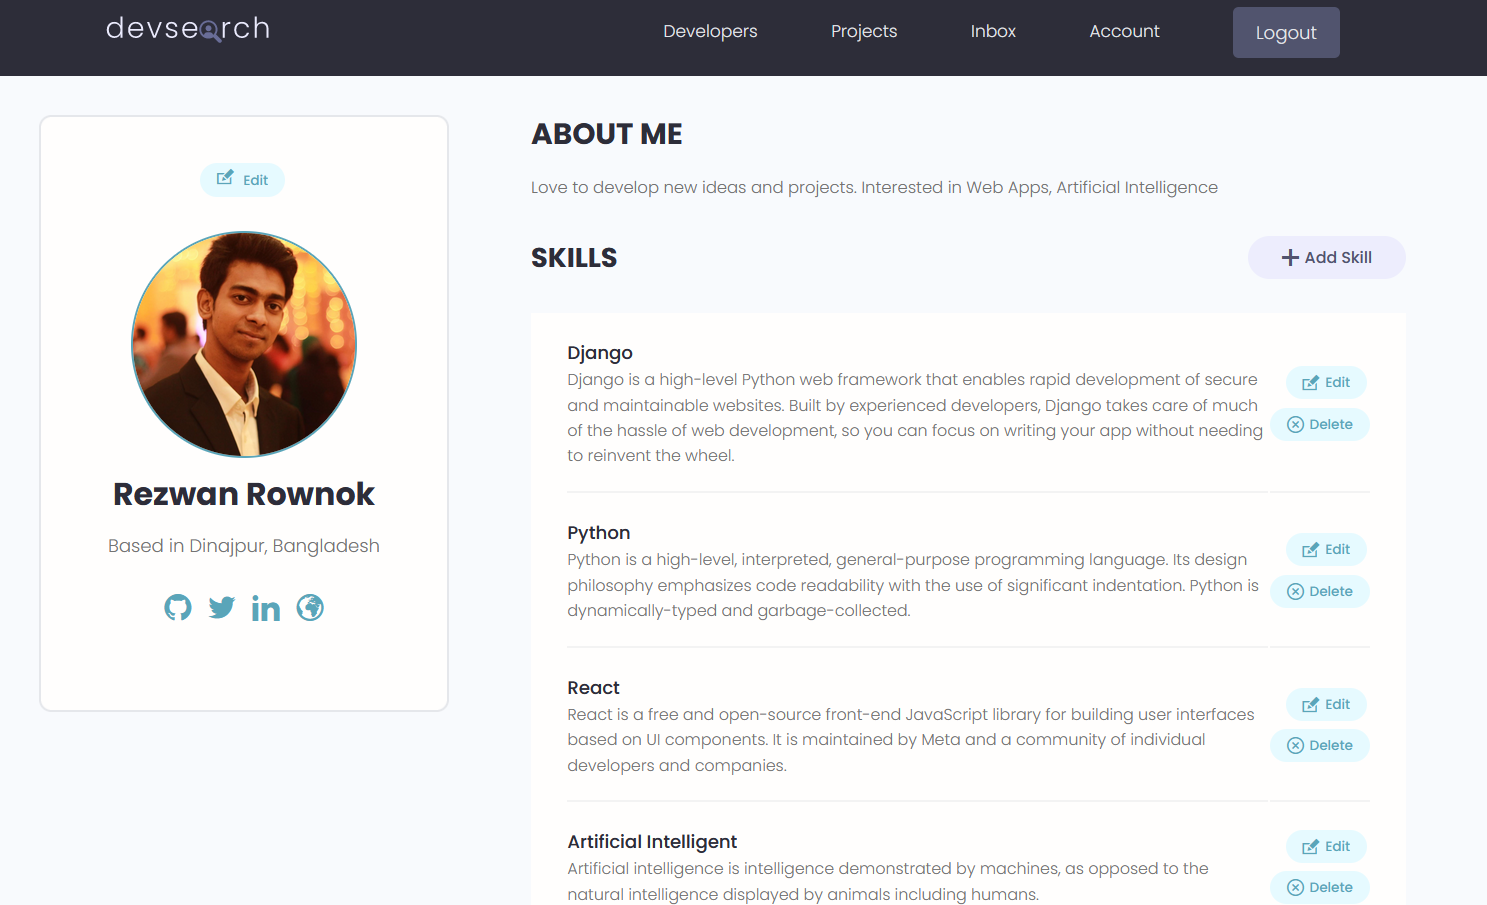 devsearch
Developers
Projects
Inbox
Account
Logout
Edit
Rezwan Rownok
Based in Dinajpur, Bangladesh
ABOUT ME
Love to develop new ideas and projects. Interested in Web Apps, Artificial Intelligence
SKILLS
Add Skill
Django
Django is a high-level Python web framework that enables rapid development of secure
and maintainable websites. Built by experienced developers, Django takes care of much
of the hassle of web development, so you can focus on writing your app without needing
to reinvent the wheel.
Edit
Delete
Python
Python is a high-level, interpreted, general-purpose programming language. Its design
philosophy emphasizes code readability with the use of significant indentation. Python is
dynamically-typed and garbage-collected.
Edit
Delete
React
React is a free and open-source front-end JavaScript library for building user interfaces
based on UI components. It is maintained by Meta and a community of individual
developers and companies.
Edit
Delete
Artificial Intelligent
Artificial intelligence is intelligence demonstrated by machines, as opposed to the
natural intelligence displayed by animals including humans.
Edit
Delete